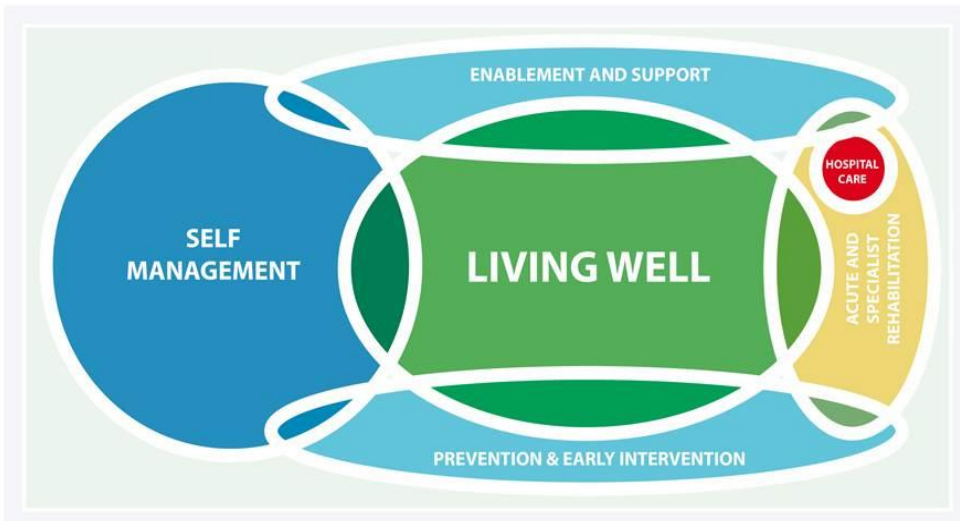 ENABLEMENT AND SUPPORT
HOSPITAL
CARE
SELF
MANAGEMENT
LIVING WELL
ACUTE AND
SPECIALIST
REHABILITATION
PREVENTION & EARLY INTERVENTION